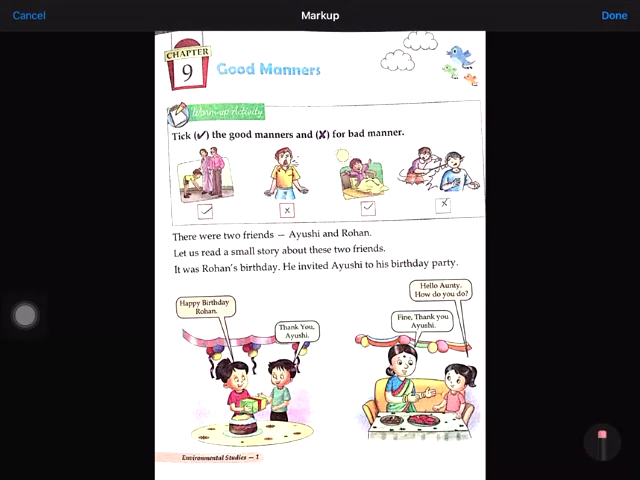 Cancel
Markup
Done
CHAPTER
9
Good Manners
Warm-up Activity
Tick (✓) the good manners and (✗) for bad manner.
There were two friends — Ayushi and Rohan.
Let us read a small story about these two friends.
It was Rohan's birthday. He invited Ayushi to his birthday party.
Happy Birthday
Rohan.
Thank You,
Ayushi.
Hello Aunty.
How do you do?
Fine, Thank you
Ayushi.
Environmental Studies — 1